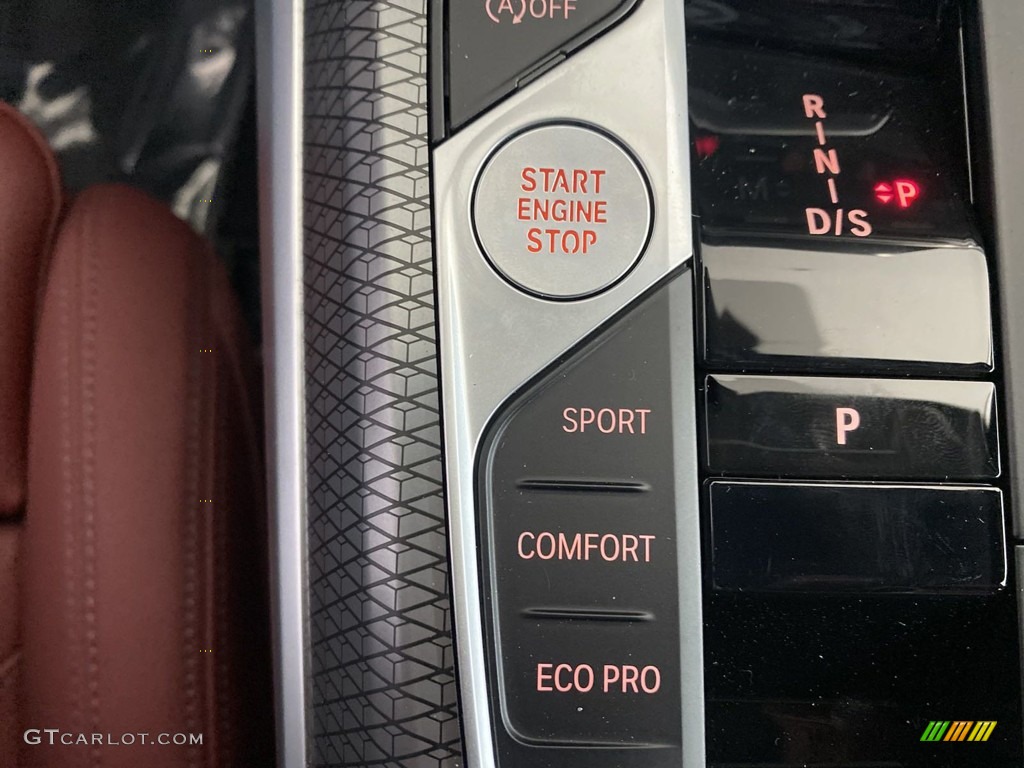 (A) OFF
START
ENGINE
STOP
R
N
D/S
P
SPORT
P
COMFORT
ECO PRO
GTCARLOT.COM